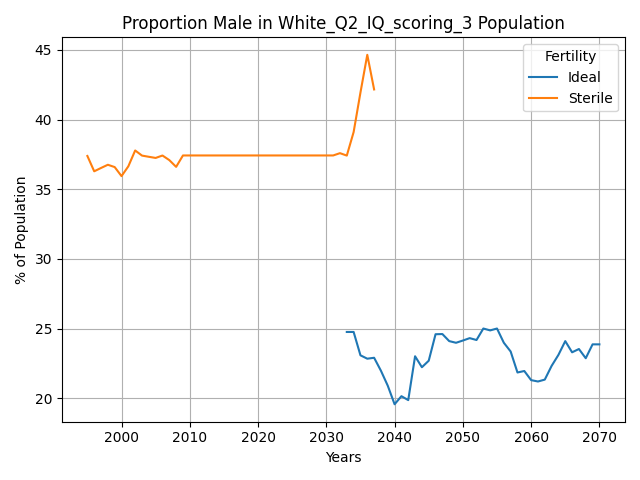 Proportion Male in White_Q2_IQ_scoring_3 Population
% of Population
45
40
35
30
25
20
Fertility
Ideal
Sterile
2000 2010 2020 2030 2040 2050 2060 2070
Years